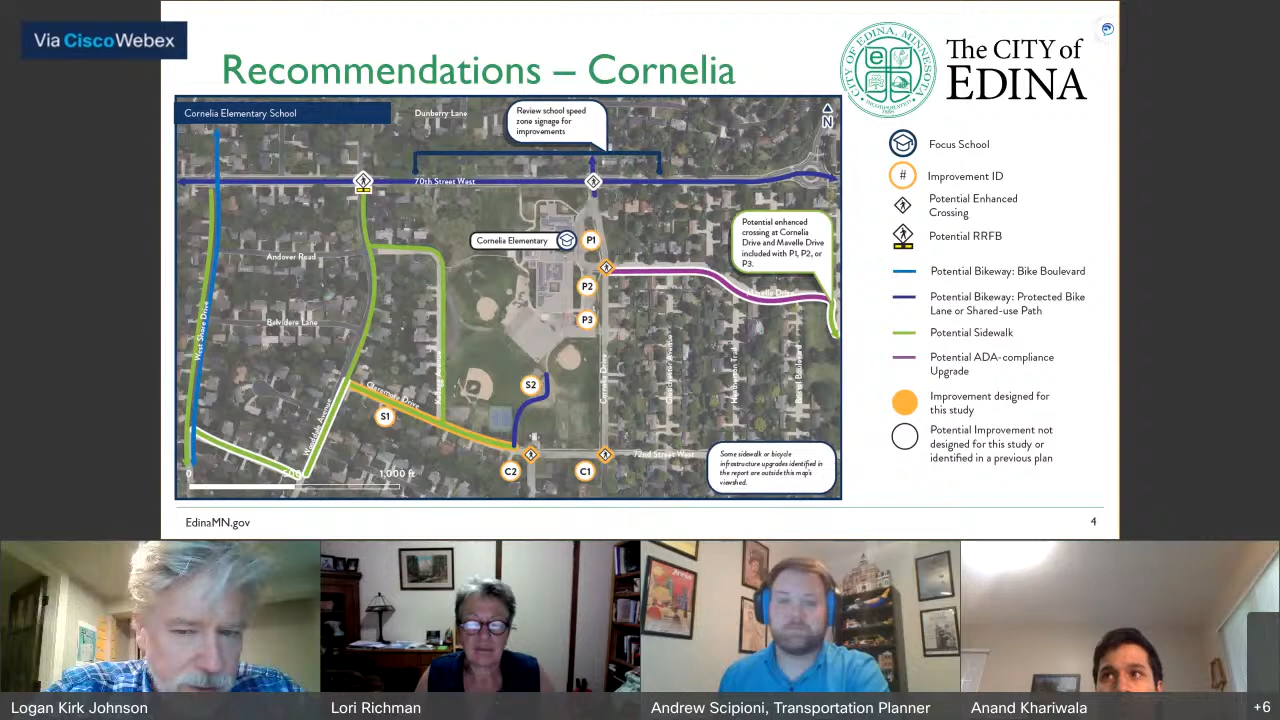 Via CiscoWebex
Recommendations – Cornelia
CITY OF EDINA, MINNESOTA
The CITY of
EDINA
Cornelia Elementary School
Dunberry Lane
Review school speed
zone signage for
improvements
N
70th Street West
Cornelia Elementary
P1
Potential enhanced
crossing at Cornelia
Drive and Mavelle Drive
included with P1, P2, or
P3.
Andover Road
P2
P3
Belvidere Lane
West Shore Drive
Cornelia Drive
S2
Claremore Drive
S1
Wooddale Avenue
C2
C1
72nd Street West
Some sidewalk or bicycle
infrastructure upgrades identified in
the report are outside this map's
viewshed.
0
500
1,000 ft
Focus School
#
Improvement ID
Potential Enhanced
Crossing
Potential RRFB
Potential Bikeway: Bike Boulevard
Potential Bikeway: Protected Bike
Lane or Shared-use Path
Potential Sidewalk
Potential ADA-compliance
Upgrade
Improvement designed for
this study
Potential Improvement not
designed for this study or
identified in a previous plan
EdinaMN.gov
4
Logan Kirk Johnson
Lori Richman
Andrew Scipioni, Transportation Planner
Anand Khariwala
+6